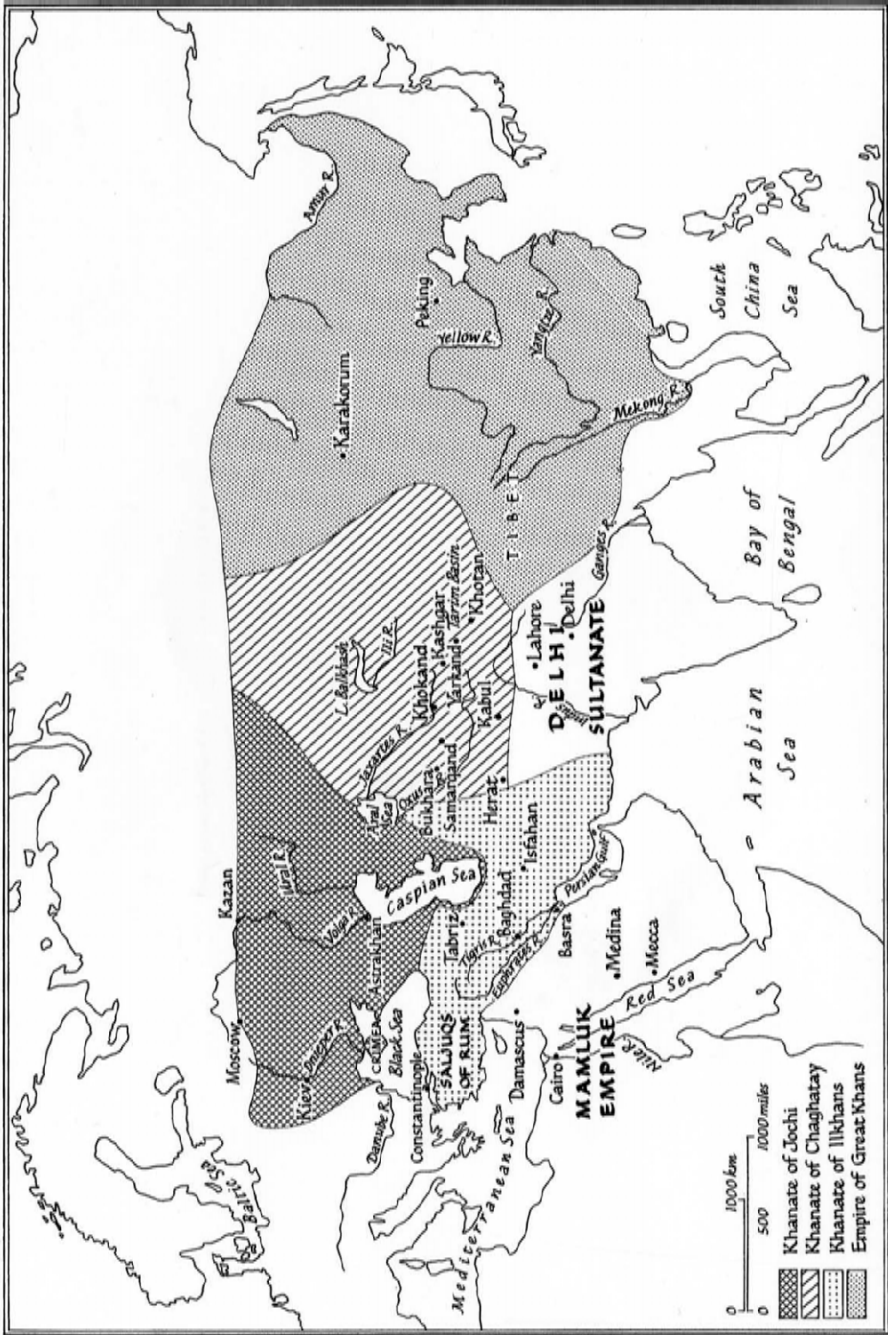 Baltic
Sea
Moscow
Kazan
Kiev
Dnieper R.
Ural R.
Volga R.
Danube R.
CRIMEA
Astrakhan
Black Sea
Constantinople
SALJUQS
OF RUM
Caspian Sea
Aral
Sea
Tabriz
Tigris R.
Baghdad
Euphrates R.
Isfahan
Basra
Persian Gulf
Mediterranean Sea
Damascus
Cairo
MAMLUK
EMPIRE
Nile R.
Red Sea
Medina
Mecca
Jaxartes R.
Oxus
Bukhara
Samarqand
Herat
L. Balkhash
Ili R.
Khokand
Kashgar
Yarkand
Tarim Basin
Khotan
Kabul
Indus
Lahore
DELHI
SULTANATE
Delhi
Ganges R.
TIBET
Karakorum
Amur R.
Peking
Yellow R.
Yangtze R.
Mekong R.
South
China
Sea
Bay of
Bengal
Arabian
Sea
0 1000 km
0 500 1000 miles
Khanate of Jochi
Khanate of Chaghatay
Khanate of Ilkhans
Empire of Great Khans